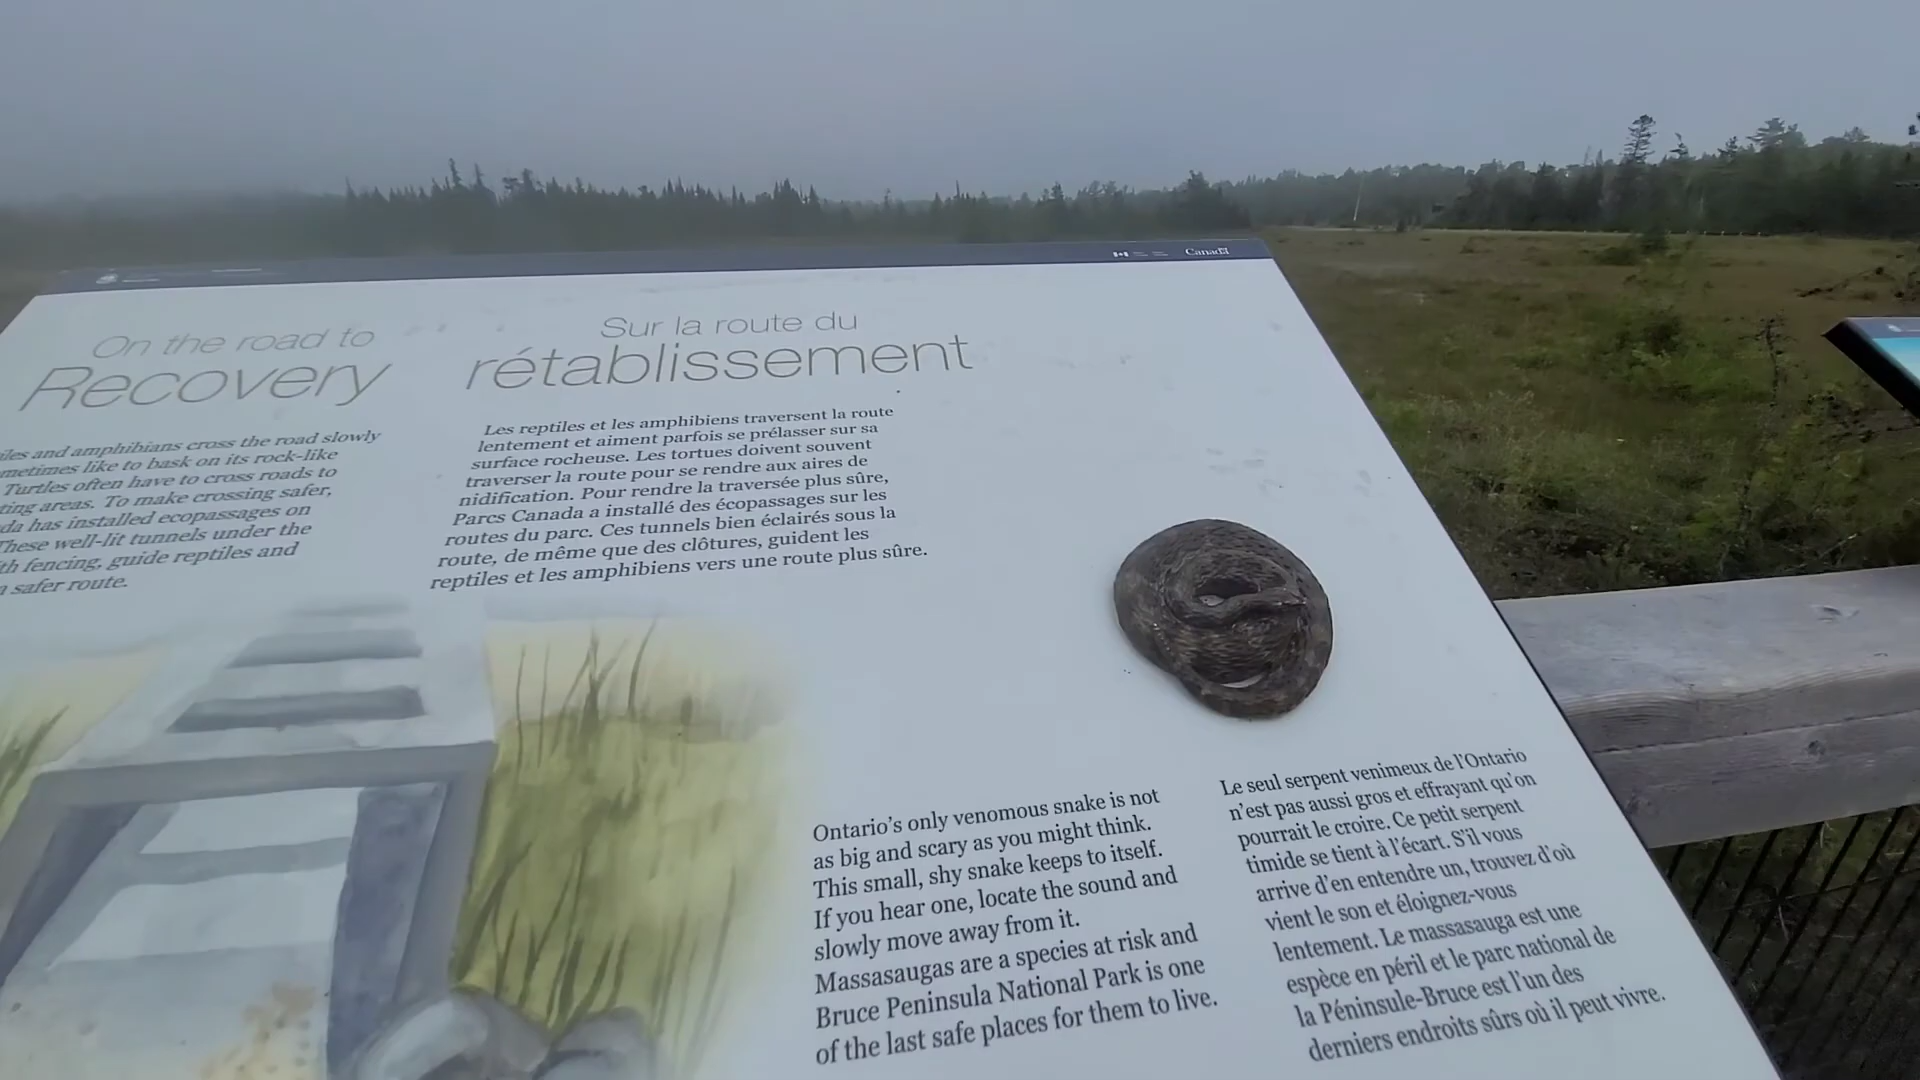 Canada
On the road to
Recovery
Sur la route du
rétablissement
and amphibians cross the road slowly
like to bask on its rock-like
Turtles often have to cross roads to
areas. To make crossing safer,
has installed ecopassages on
These well-lit tunnels under the
fencing, guide reptiles and
safer route.
Les reptiles et les amphibiens traversent la route
lentement et aiment parfois se prélasser sur sa
surface rocheuse. Les tortues doivent souvent
traverser la route pour se rendre aux aires de
nidification. Pour rendre la traversée plus sûre,
Parcs Canada a installé des écopassages sur les
routes du parc. Ces tunnels bien éclairés sous la
route, de même que des clôtures, guident les
reptiles et les amphibiens vers une route plus sûre.
Ontario's only venomous snake is not
as big and scary as you might think.
This small, shy snake keeps to itself.
If you hear one, locate the sound and
slowly move away from it.
Massasaugas are a species at risk and
Bruce Peninsula National Park is one
of the last safe places for them to live.
Le seul serpent venimeux de l'Ontario
n'est pas aussi gros et effrayant qu'on
pourrait le croire. Ce petit serpent
timide se tient à l'écart. S'il vous
arrive d'en entendre un, trouvez d'où
vient le son et éloignez-vous
lentement. Le massasauga est une
espèce en péril et le parc national de
la Péninsule-Bruce est l'un des
derniers endroits sûrs où il peut vivre.